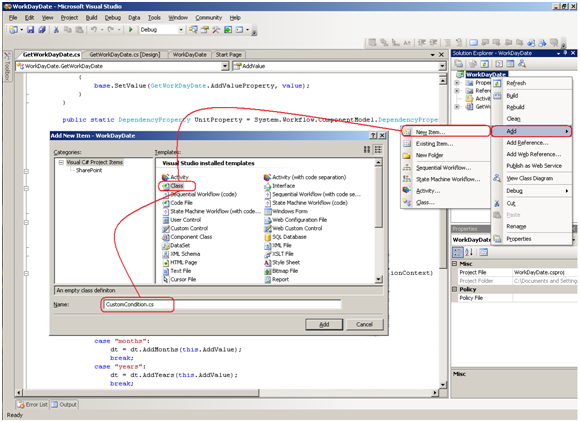 WorkDayDate - Microsoft Visual Studio
File Edit View Project Build Debug Data Tools Window Community Help
Debug
GetWorkDayDate.cs GetWorkDayDate.cs [Design] WorkDayDate Start Page
WorkDayDate.GetWorkDayDate AddValue
Toolbox
{
base.SetValue(GetWorkDayDate.AddValueProperty, value);
}
}
public static DependencyProperty UnitProperty = System.Workflow.ComponentModel.DependencyPrope
Add New Item - WorkDayDate
Categories: Templates:
Visual C# Project Items
SharePoint
Visual Studio installed templates
Activity
Activity (with code separation)
Class
Interface
Sequential Workflow (code)
Sequential Workflow (with code se...
Code File
State Machine Workflow (code)
State Machine Workflow (with code...
Windows Form
User Control
Web Configuration File
Custom Control
Web Custom Control
Component Class
SQL Database
DataSet
XML File
XML Schema
XSLT File
HTML Page
Style Sheet
Text File
Bitmap File
Cursor File
Report
An empty class definiton
Name: CustomCondition.cs
Add Cancel
ionContext)
case "months":
dt = dt.AddMonths(this.AddValue);
break;
case "years":
dt = dt.AddYears(this.AddValue);
break;
Solution Explorer - WorkDayDate
WorkDayDate
Proper
Refere
Activit
GetWo
Refresh
Build
Rebuild
Clean
Add
Add Reference...
Add Web Reference...
Publish as Web Service
View Class Diagram
Debug
Cut
Paste
Rename
Properties
New Item...
Existing Item...
New Folder
Sequential Workflow...
State Machine Workflow...
Activity...
Class...
Properties
WorkDayDate
Misc
Project File WorkDayDate.csproj
Project Folder C:\Documents and Setting
Policy
Policy File
Misc
Error List Output
Ready